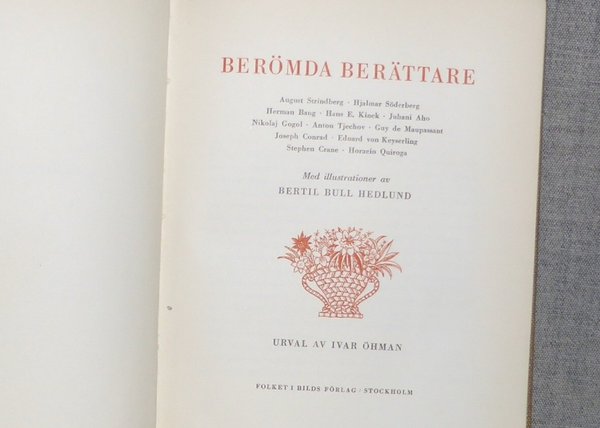 BERÖMDA BERÄTTARE
August Strindberg · Hjalmar Söderberg
Herman Bang · Hans E. Kinck · Juhani Aho
Nikolaj Gogol · Anton Tjechov · Guy de Maupassant
Joseph Conrad · Eduard von Keyserling
Stephen Crane · Horacio Quiroga
Med illustrationer av
BERTIL BULL HEDLUND
URVAL AV IVAR ÖHMAN
FOLKET I BILDS FÖRLAG / STOCKHOLM